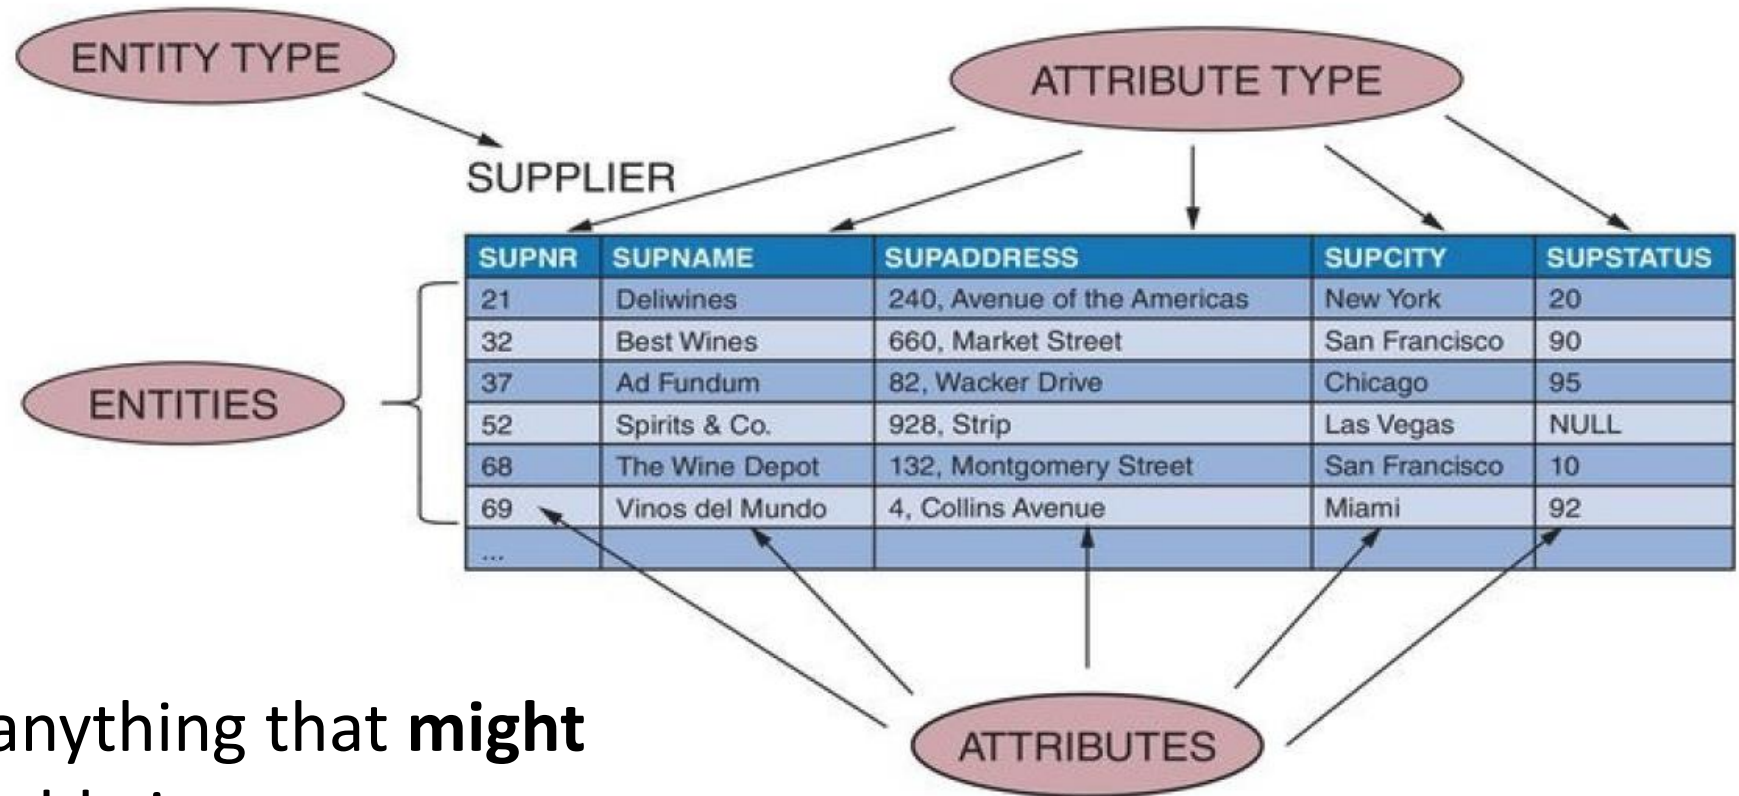 ENTITY TYPE
ATTRIBUTE TYPE
SUPPLIER
SUPNR SUPNAME SUPADDRESS SUPCITY SUPSTATUS
21 Deliwines 240, Avenue of the Americas New York 20
32 Best Wines 660, Market Street San Francisco 90
37 Ad Fundum 82, Wacker Drive Chicago 95
52 Spirits & Co. 928, Strip Las Vegas NULL
68 The Wine Depot 132, Montgomery Street San Francisco 10
69 Vinos del Mundo 4, Collins Avenue Miami 92
...
ENTITIES
anything that might
ATTRIBUTES